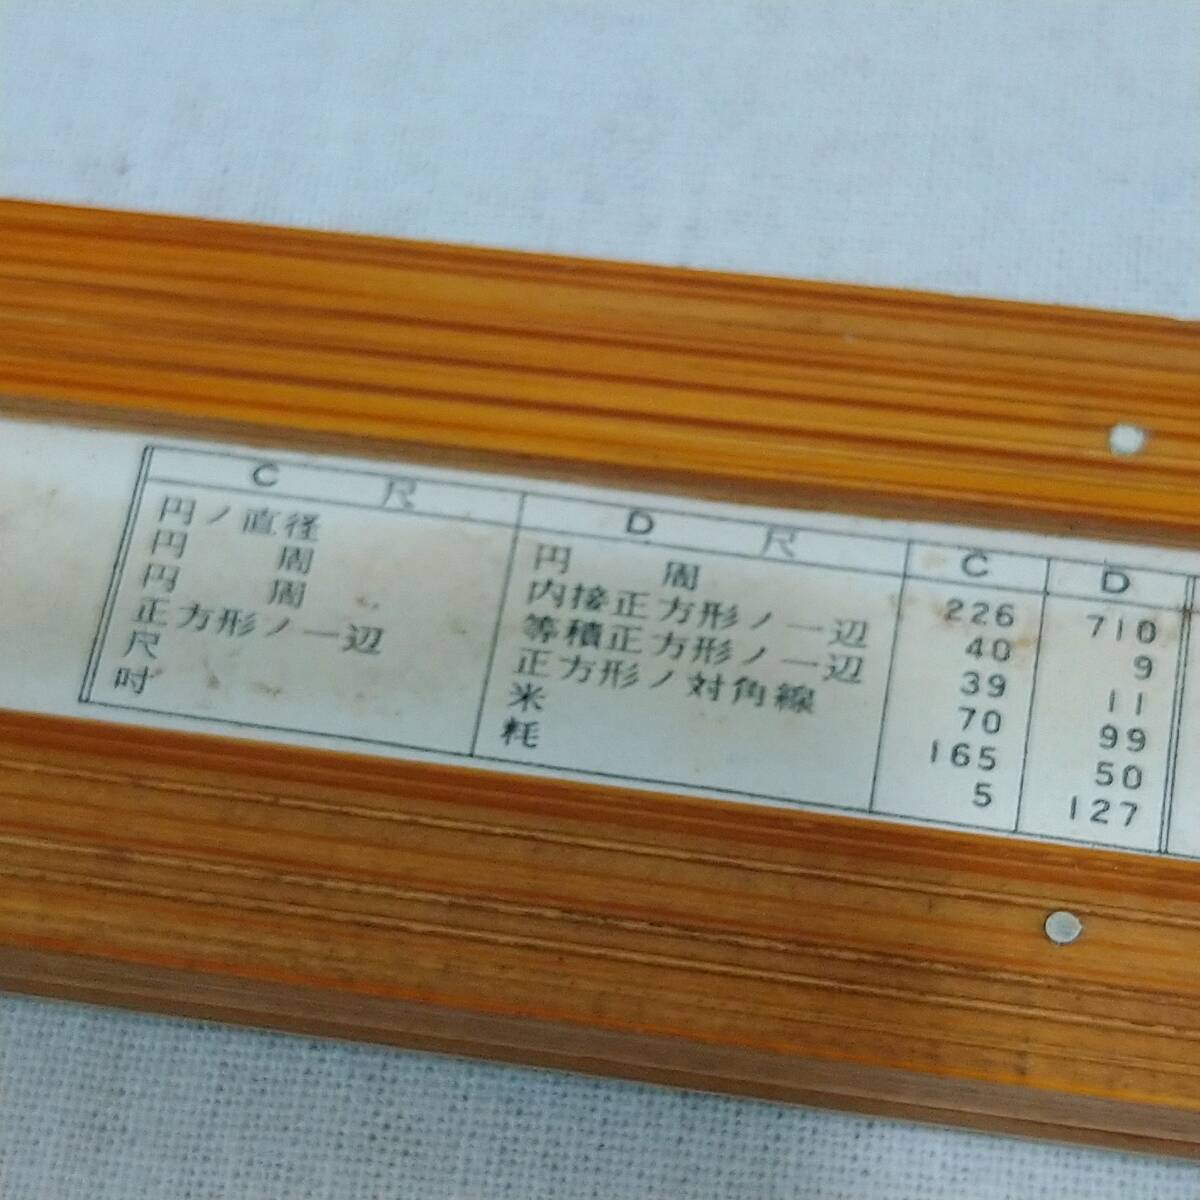 C 尺 D 尺 C D
円ノ直径 円周 226 710
円周 内接正方形ノ一辺 40 9
円周 等積正方形ノ一辺 39 11
正方形ノ一辺 正方形ノ対角線 70 99
尺 米 165 50
吋 粍 5 127